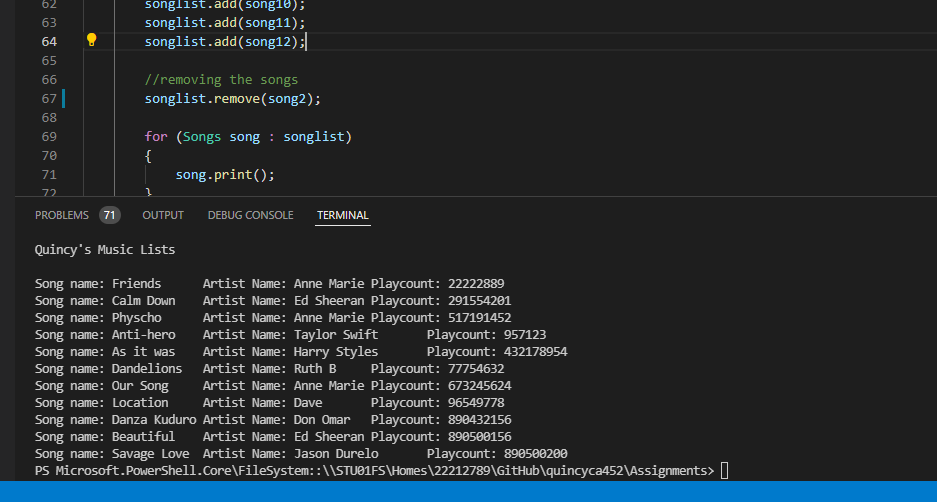 62 songlist.add(song10);
63 songlist.add(song11);
64 songlist.add(song12);
65
66 //removing the songs
67 songlist.remove(song2);
68
69 for (Songs song : songlist)
70 {
71 song.print();
72 }
PROBLEMS 71 OUTPUT DEBUG CONSOLE TERMINAL
Quincy's Music Lists
Song name: Friends Artist Name: Anne Marie Playcount: 22222889
Song name: Calm Down Artist Name: Ed Sheeran Playcount: 291554201
Song name: Physcho Artist Name: Anne Marie Playcount: 517191452
Song name: Anti-hero Artist Name: Taylor Swift Playcount: 957123
Song name: As it was Artist Name: Harry Styles Playcount: 432178954
Song name: Dandelions Artist Name: Ruth B Playcount: 77754632
Song name: Our Song Artist Name: Anne Marie Playcount: 673245624
Song name: Location Artist Name: Dave Playcount: 96549778
Song name: Danza Kuduro Artist Name: Don Omar Playcount: 890432156
Song name: Beautiful Artist Name: Ed Sheeran Playcount: 890500156
Song name: Savage Love Artist Name: Jason Durelo Playcount: 890500200
PS Microsoft.PowerShell.Core\FileSystem::\\STU01FS\Homes\22212789\GitHub\quincyca452\Assignments>